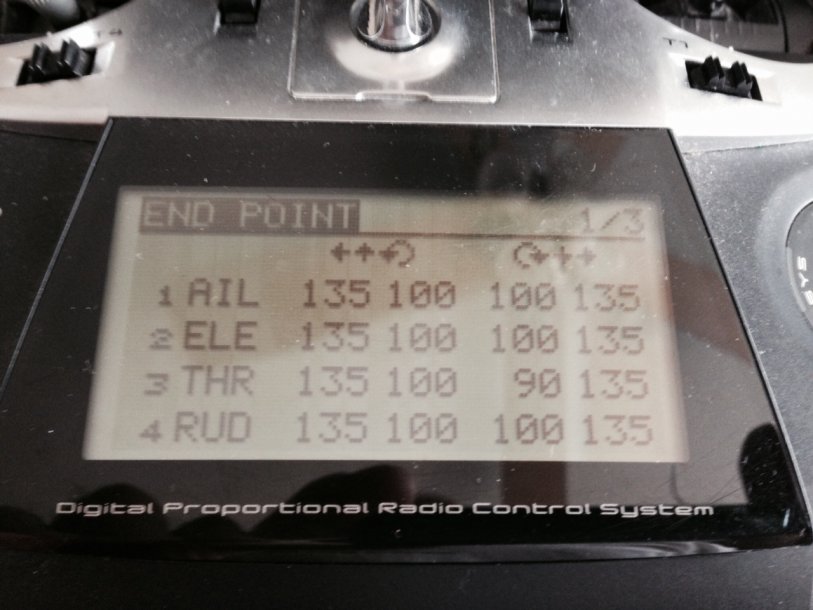 END POINT 1/3
1 AIL 135 100 100 135
2 ELE 135 100 100 135
3 THR 135 100 90 135
4 RUD 135 100 100 135
Digital Proportional Radio Control System